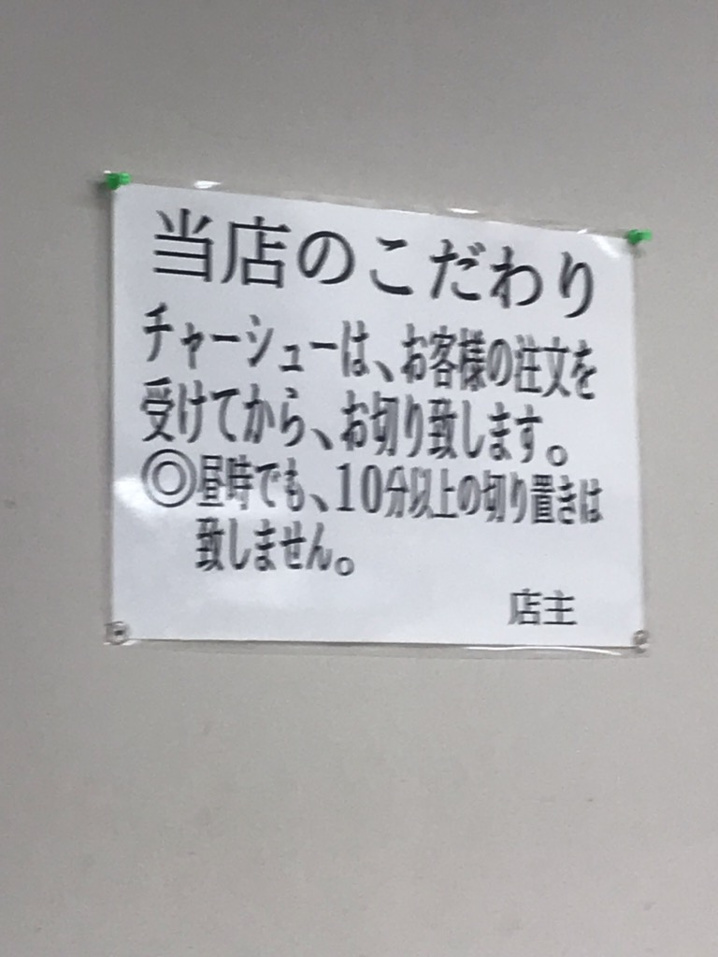 当店のこだわり
チャーシューは、お客様の注文を
受けてから、お切り致します。
◎昼時でも、10分以上の切り置きは
致しません。
店主